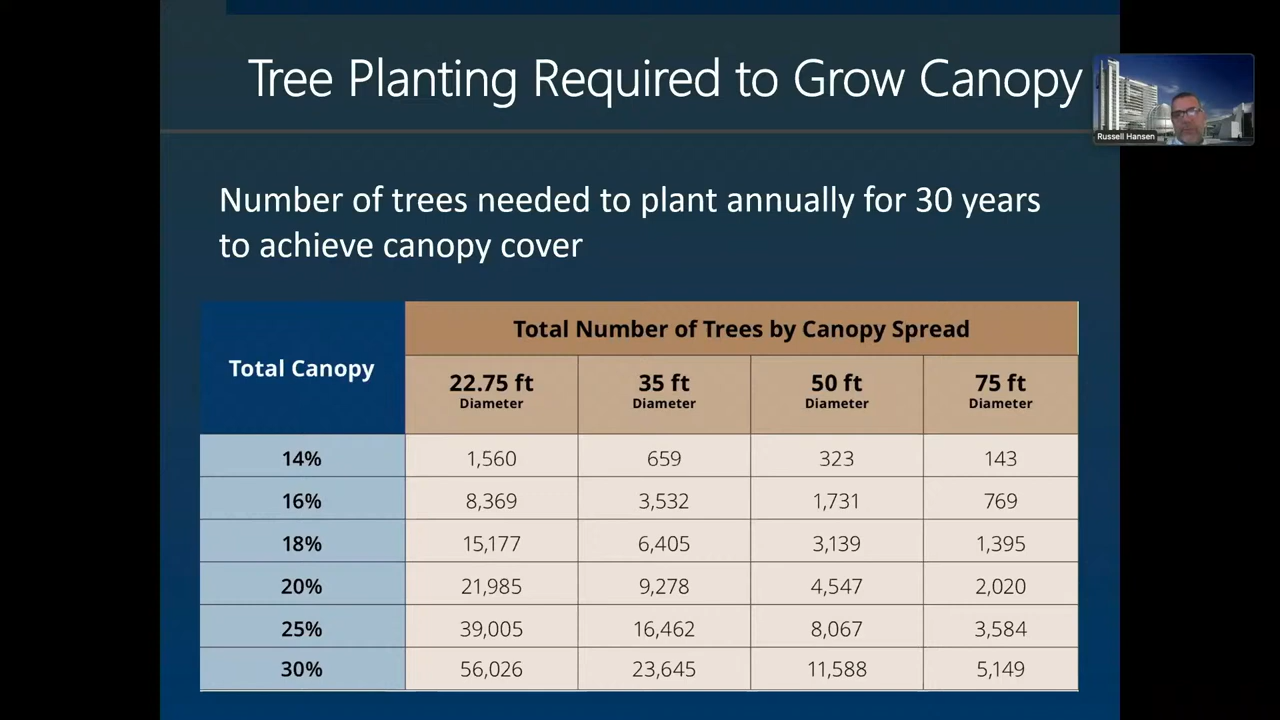 Tree Planting Required to Grow Canopy
Russell Hansen
Number of trees needed to plant annually for 30 years
to achieve canopy cover
Total Canopy
Total Number of Trees by Canopy Spread
22.75 ft 35 ft 50 ft 75 ft
Diameter Diameter Diameter Diameter
14% 1,560 659 323 143
16% 8,369 3,532 1,731 769
18% 15,177 6,405 3,139 1,395
20% 21,985 9,278 4,547 2,020
25% 39,005 16,462 8,067 3,584
30% 56,026 23,645 11,588 5,149